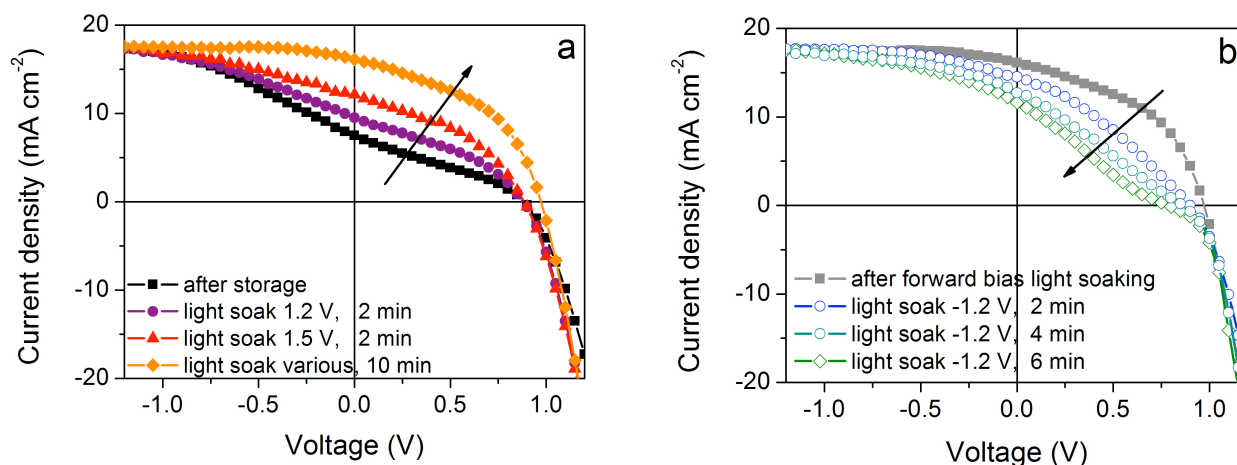 a
Current density (mA cm-2)
20
10
0
-10
-20
after storage
light soak 1.2 V, 2 min
light soak 1.5 V, 2 min
light soak various, 10 min
-1.0 -0.5 0.0 0.5 1.0
Voltage (V)
b
Current density (mA cm-2)
20
10
0
-10
-20
after forward bias light soaking
light soak -1.2 V, 2 min
light soak -1.2 V, 4 min
light soak -1.2 V, 6 min
-1.0 -0.5 0.0 0.5 1.0
Voltage (V)